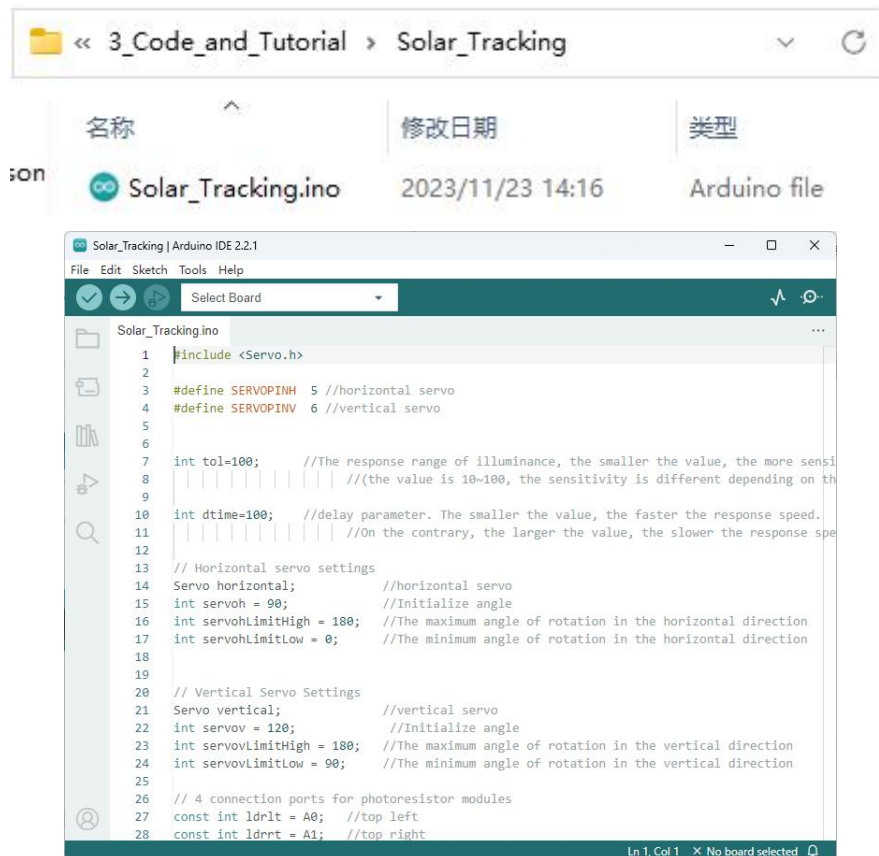 « 3_Code_and_Tutorial › Solar_Tracking
名称 修改日期 类型
son Solar_Tracking.ino 2023/11/23 14:16 Arduino file
Solar_Tracking | Arduino IDE 2.2.1
File Edit Sketch Tools Help
Select Board
Solar_Tracking.ino
1 #include <Servo.h>
2
3 #define SERVOPINH 5 //horizontal servo
4 #define SERVOPINV 6 //vertical servo
5
6
7 int tol=100; //The response range of illuminance, the smaller the value, the more sensi
8 //(the value is 10~100, the sensitivity is different depending on th
9
10 int dtime=100; //delay parameter. The smaller the value, the faster the response speed.
11 //On the contrary, the larger the value, the slower the response spe
12
13 // Horizontal servo settings
14 Servo horizontal; //horizontal servo
15 int servoh = 90; //Initialize angle
16 int servohLimitHigh = 180; //The maximum angle of rotation in the horizontal direction
17 int servohLimitLow = 0; //The minimum angle of rotation in the horizontal direction
18
19
20 // Vertical Servo Settings
21 Servo vertical; //vertical servo
22 int servov = 120; //Initialize angle
23 int servovLimitHigh = 180; //The maximum angle of rotation in the vertical direction
24 int servovLimitLow = 90; //The minimum angle of rotation in the vertical direction
25
26 // 4 connection ports for photoresistor modules
27 const int ldrlt = A0; //top left
28 const int ldrrt = A1; //top right
Ln 1, Col 1 × No board selected